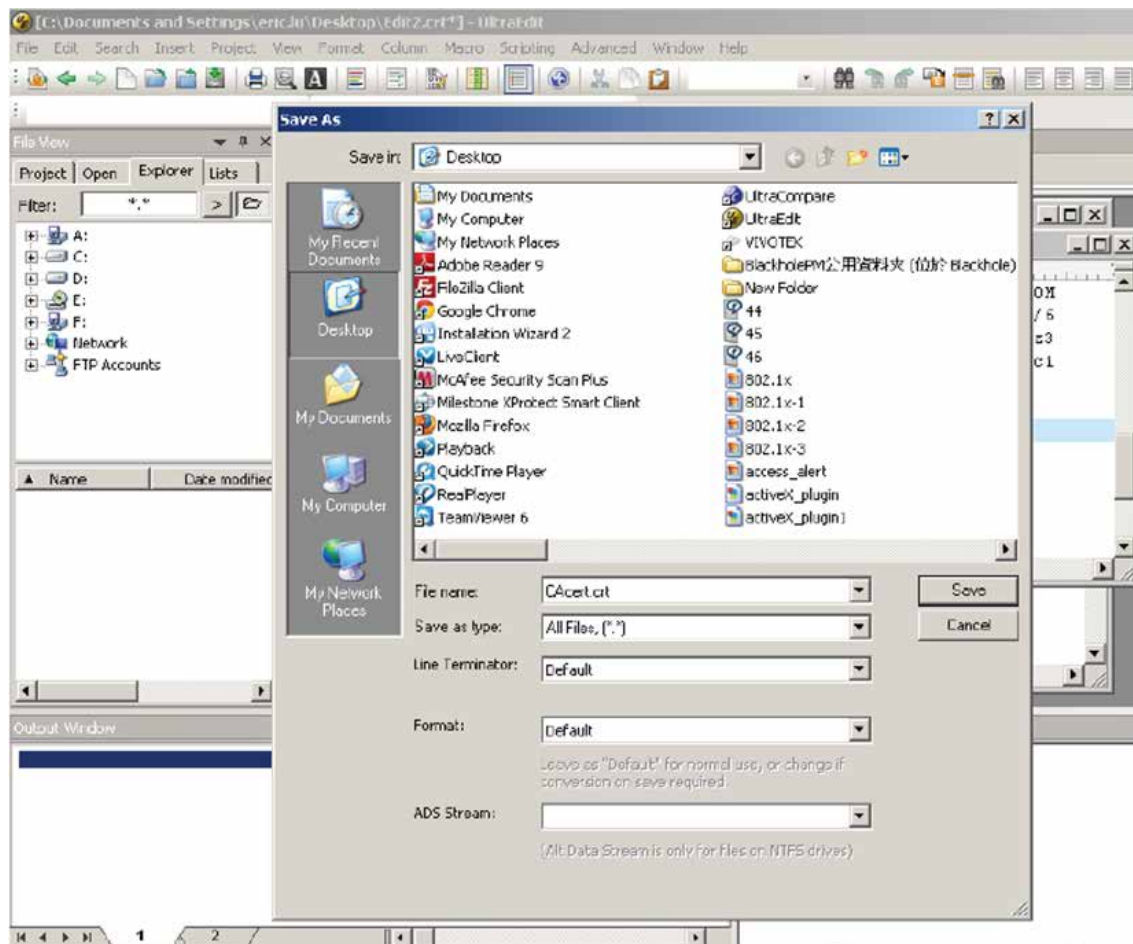 [C:\Documents and Settings\eric.lu\Desktop\Edit2.crt*] - UltraEdit
File Edit Search Insert Project View Format Column Macro Scripting Advanced Window Help
Save As
File View
Save in: Desktop
Project Open Explorer Lists
Filter: *.*
A:
C:
D:
E:
F:
Network
FTP Accounts
Name Date modified
My Recent Documents
Desktop
My Documents
My Computer
My Network Places
My Documents
My Computer
My Network Places
Adobe Reader 9
FileZilla Client
Google Chrome
Installation Wizard 2
LiveClient
McAfee Security Scan Plus
Milestone XProtect Smart Client
Mozilla Firefox
Playback
QuickTime Player
RealPlayer
TeamViewer 6
UltraCompare
UltraEdit
VIVOTEK
BlackholePM公用資料夾 (位於 Blackhole)
New Folder
44
45
46
802.1x
802.1x-1
802.1x-2
802.1x-3
access_alert
activeX_plugin
activeX_plugin1
OM
/6
z3
c1
File name: CAcert.crt Save
Save as type: All Files, (*.*) Cancel
Line Terminator: Default
Format: Default
Leave as "Default" for normal use, or change if
conversion on save required.
ADS Stream:
(Alt Data Stream is only for files on NTFS drives)
Output Window
1 2